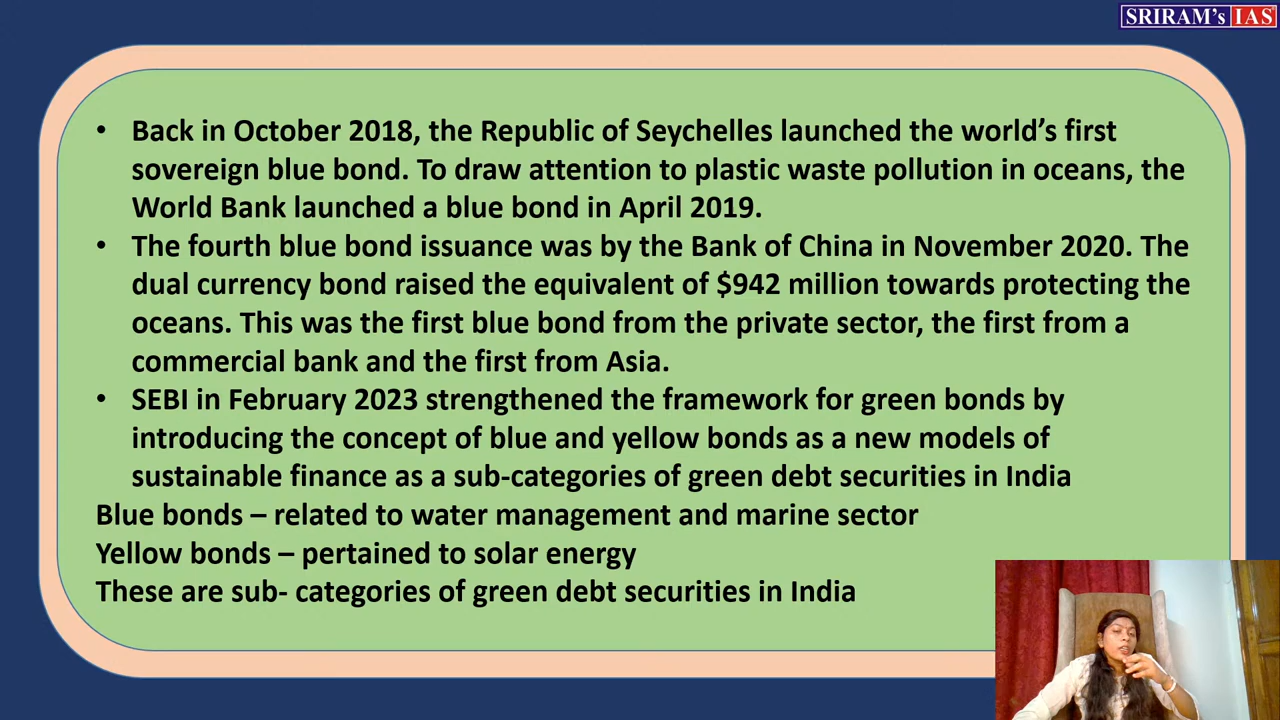 SRIRAM's IAS
• Back in October 2018, the Republic of Seychelles launched the world's first
sovereign blue bond. To draw attention to plastic waste pollution in oceans, the
World Bank launched a blue bond in April 2019.
• The fourth blue bond issuance was by the Bank of China in November 2020. The
dual currency bond raised the equivalent of $942 million towards protecting the
oceans. This was the first blue bond from the private sector, the first from a
commercial bank and the first from Asia.
• SEBI in February 2023 strengthened the framework for green bonds by
introducing the concept of blue and yellow bonds as a new models of
sustainable finance as a sub-categories of green debt securities in India
Blue bonds – related to water management and marine sector
Yellow bonds – pertained to solar energy
These are sub- categories of green debt securities in India